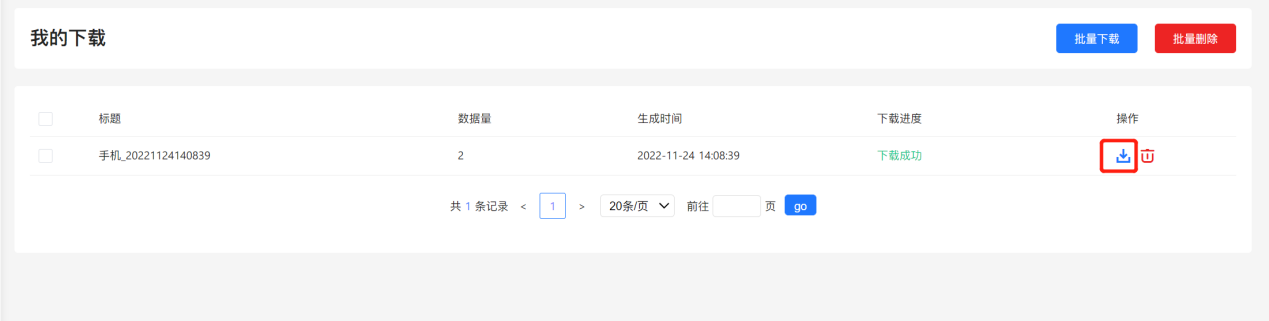 我的下载
批量下载 批量删除
标题 数据量 生成时间 下载进度 操作
手机_20221124140839 2 2022-11-24 14:08:39 下载成功
共 1 条记录 < 1 > 20条/页 前往 页 go